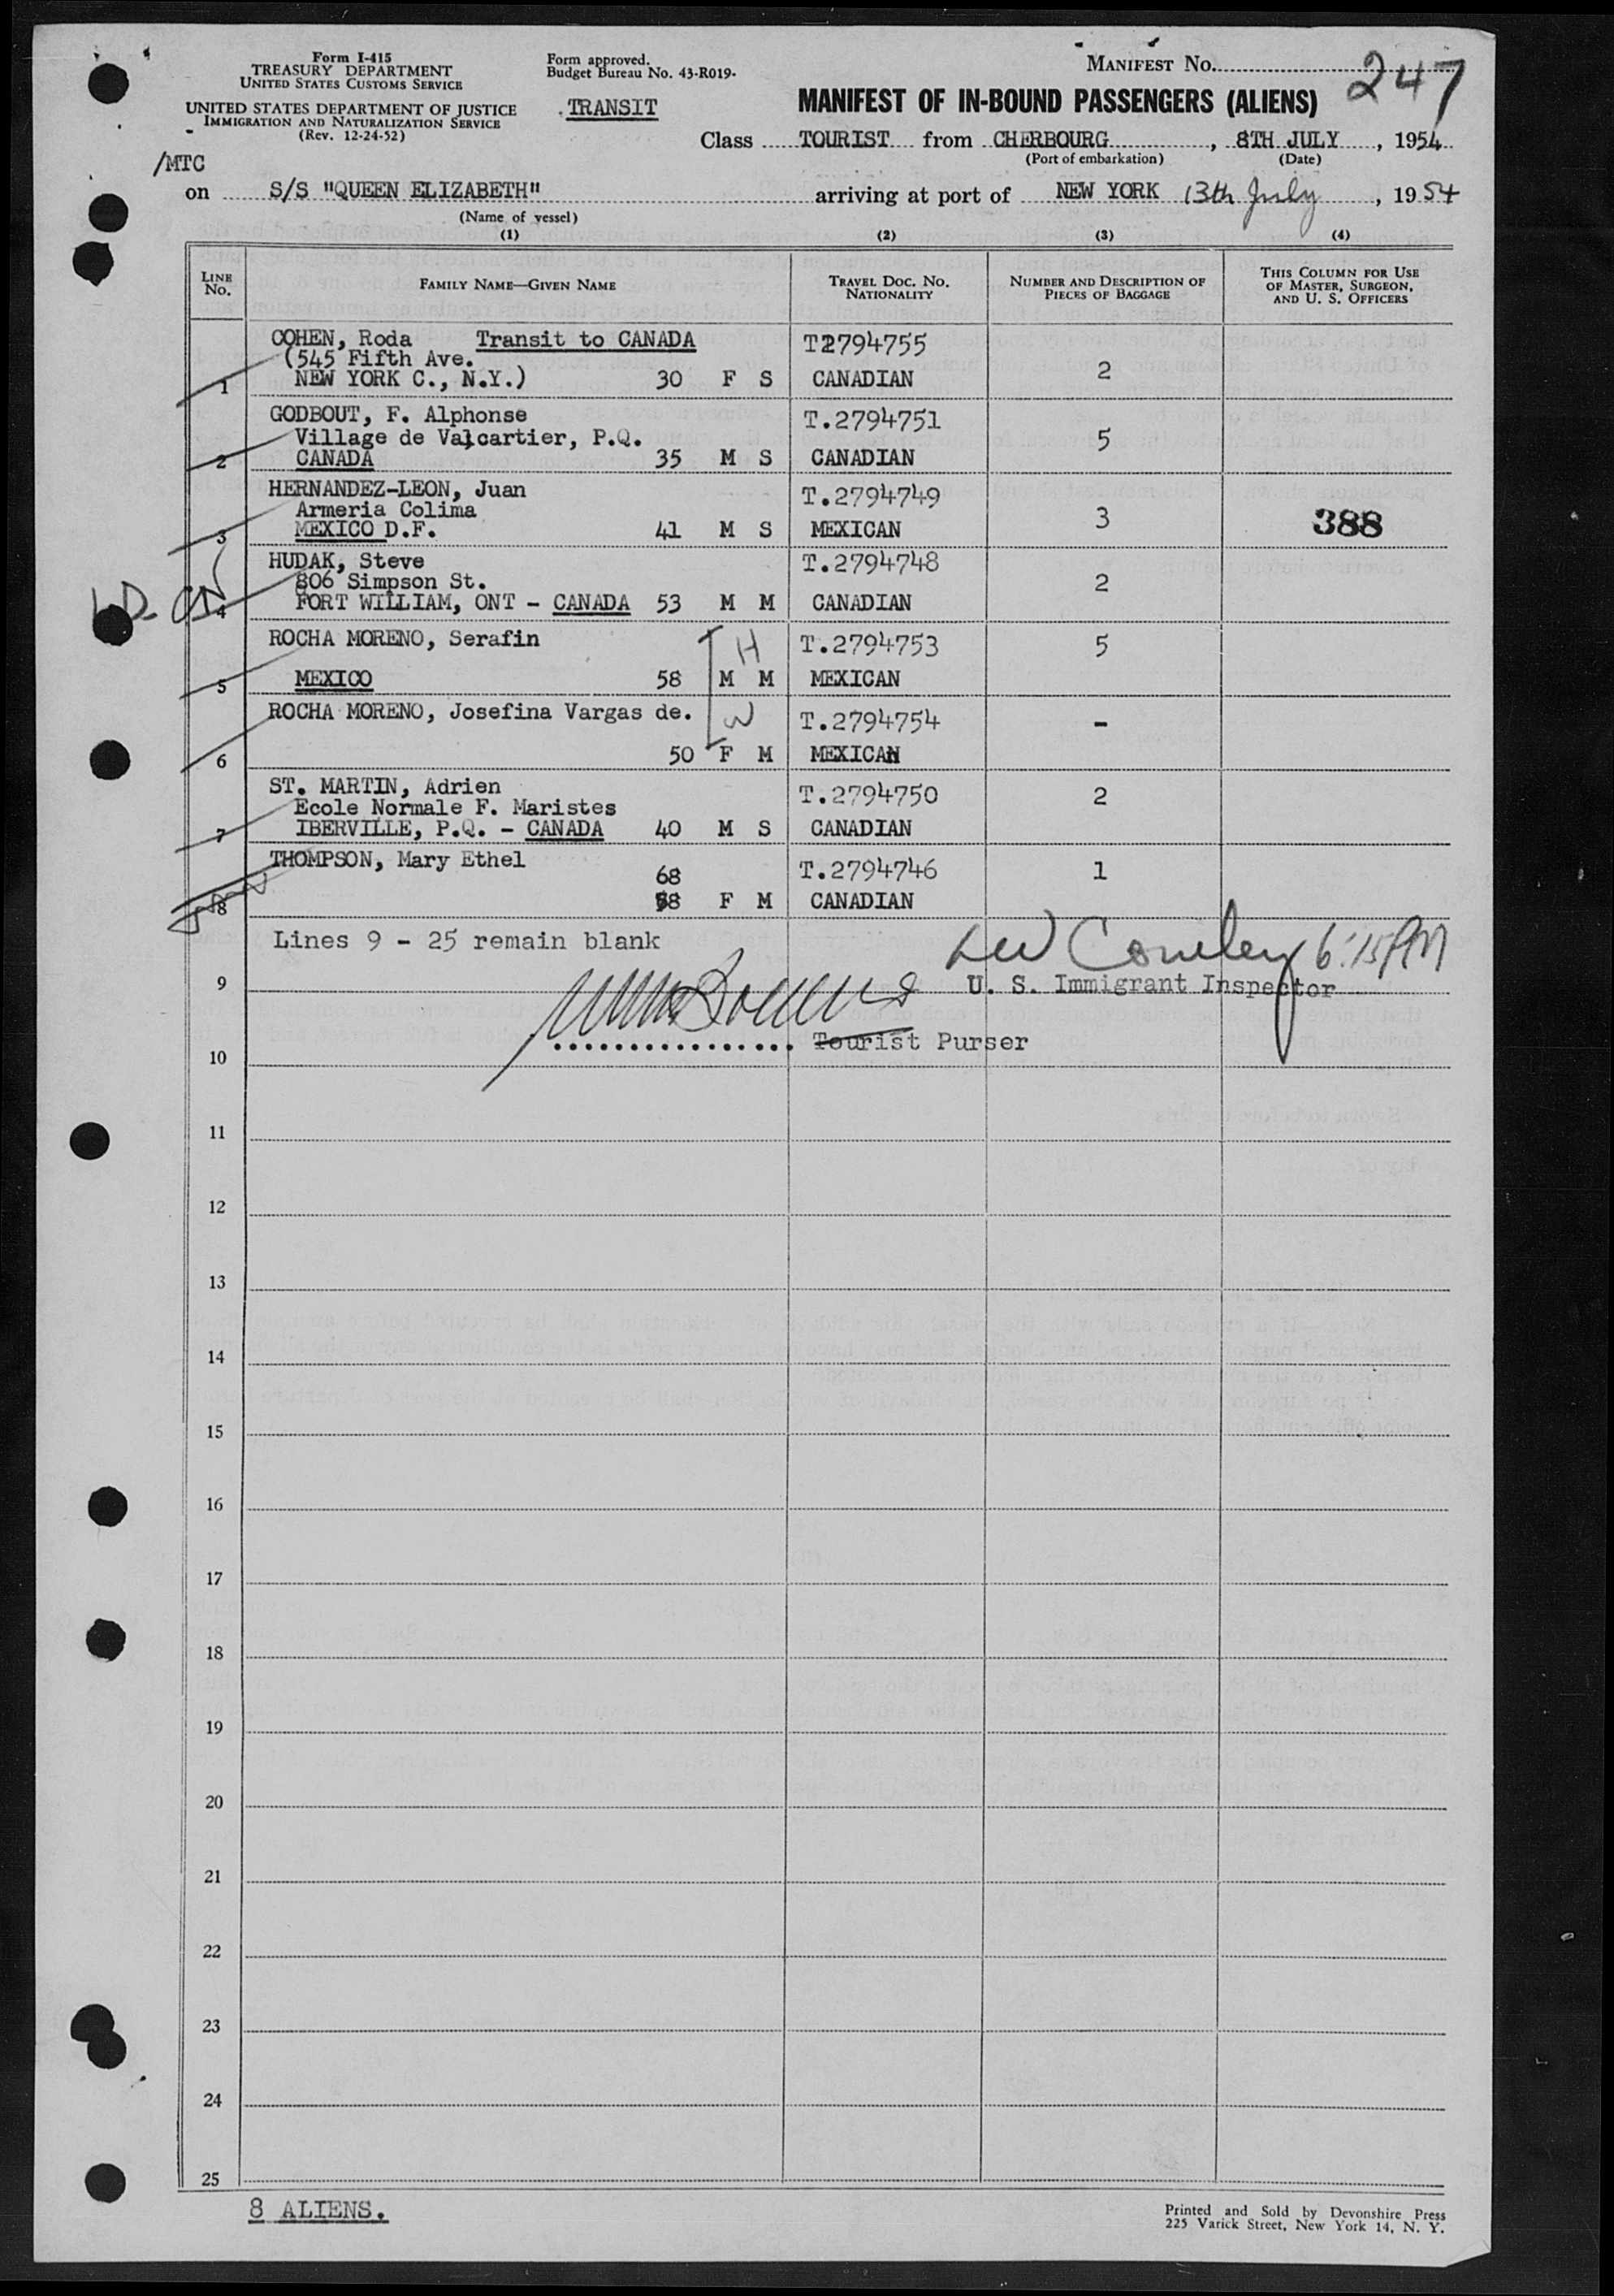 Form I-415
TREASURY DEPARTMENT
UNITED STATES CUSTOMS SERVICE
UNITED STATES DEPARTMENT OF JUSTICE
IMMIGRATION AND NATURALIZATION SERVICE
(Rev. 12-24-52)
Form approved.
Budget Bureau No. 43-R019.
TRANSIT
MANIFEST No. 247
MANIFEST OF IN-BOUND PASSENGERS (ALIENS)
Class TOURIST from CHERBOURG, 8TH JULY, 1954
(Port of embarkation) (Date)
/MTC
on S/S "QUEEN ELIZABETH" arriving at port of NEW YORK 13th July, 1954
(Name of vessel)
(1) (2) (3) (4)
LINE No. FAMILY NAME—GIVEN NAME TRAVEL DOC. No. NATIONALITY NUMBER AND DESCRIPTION OF PIECES OF BAGGAGE THIS COLUMN FOR USE OF MASTER, SURGEON, AND U. S. OFFICERS
COHEN, Roda Transit to CANADA T2794755
(545 Fifth Ave.
1 NEW YORK C., N.Y.) 30 F S CANADIAN 2
GODBOUT, F. Alphonse T.2794751
Village de Valcartier, P.Q. 5
2 CANADA 35 M S CANADIAN
HERNANDEZ-LEON, Juan T.2794749
Armeria Colima 3 388
3 MEXICO D.F. 41 M S MEXICAN
HUDAK, Steve T.2794748
806 Simpson St. 2
4 FORT WILLIAM, ONT - CANADA 53 M M CANADIAN
ROCHA MORENO, Serafin H T.2794753 5
5 MEXICO 58 M M MEXICAN
ROCHA MORENO, Josefina Vargas de. W T.2794754 -
6 50 F M MEXICAN
ST. MARTIN, Adrien T.2794750 2
Ecole Normale F. Maristes
7 IBERVILLE, P.Q. - CANADA 40 M S CANADIAN
THOMPSON, Mary Ethel 68 T.2794746 1
8 58 F M CANADIAN
Lines 9 - 25 remain blank
6:15 PM
9 U. S. Immigrant Inspector
10 Tourist Purser
11
12
13
14
15
16
17
18
19
20
21
22
23
24
25
8 ALIENS.
Printed and Sold by Devonshire Press
225 Varick Street, New York 14, N. Y.